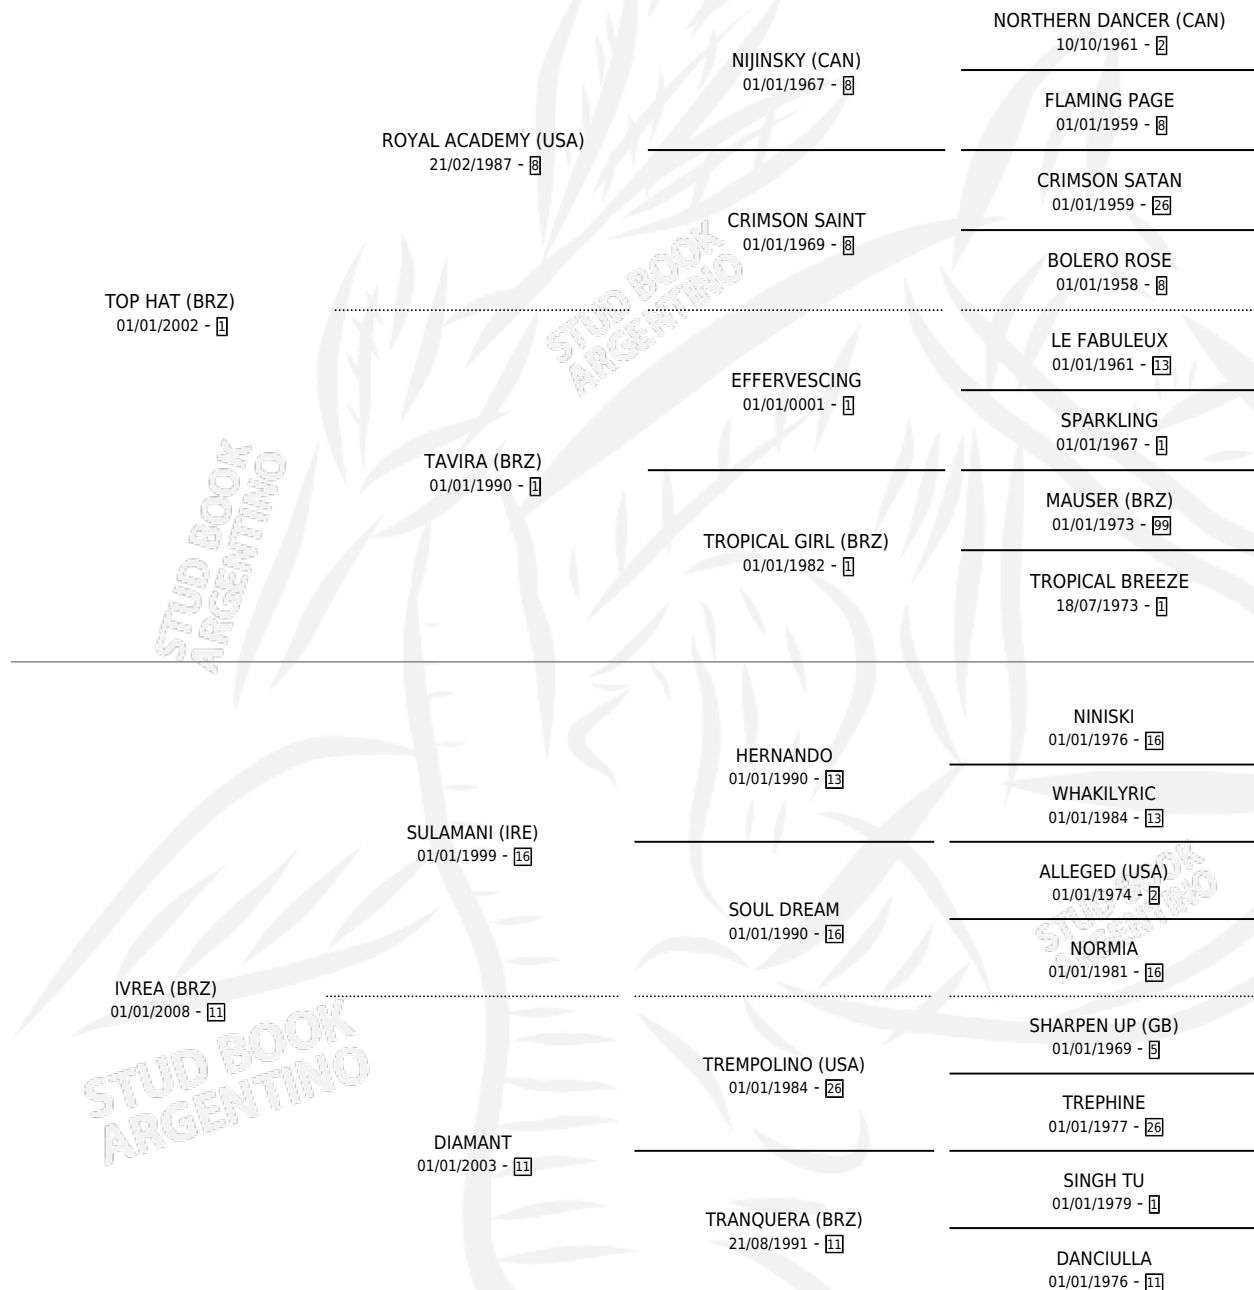 NORTHERN DANCER (CAN)
10/10/1961 - 2
NIJINSKY (CAN)
01/01/1967 - 8
FLAMING PAGE
01/01/1959 - 8
ROYAL ACADEMY (USA)
21/02/1987 - 8
CRIMSON SATAN
01/01/1959 - 26
CRIMSON SAINT
01/01/1969 - 8
BOLERO ROSE
01/01/1958 - 8
TOP HAT (BRZ)
01/01/2002 - 1
LE FABULEUX
01/01/1961 - 13
EFFERVESCING
01/01/0001 - 1
SPARKLING
01/01/1967 - 1
TAVIRA (BRZ)
01/01/1990 - 1
MAUSER (BRZ)
01/01/1973 - 99
TROPICAL GIRL (BRZ)
01/01/1982 - 1
TROPICAL BREEZE
18/07/1973 - 1
STUD BOOK
ARGENTINO
STUD BOOK
ARGENTINO
NINISKI
01/01/1976 - 16
HERNANDO
01/01/1990 - 13
WHAKILYRIC
01/01/1984 - 13
SULAMANI (IRE)
01/01/1999 - 16
ALLEGED (USA)
01/01/1974 - 2
SOUL DREAM
01/01/1990 - 16
NORMIA
01/01/1981 - 16
STUD BOOK
ARGENTINO
IVREA (BRZ)
01/01/2008 - 11
SHARPEN UP (GB)
01/01/1969 - 5
TREMPOLINO (USA)
01/01/1984 - 26
TREPHINE
01/01/1977 - 26
DIAMANT
01/01/2003 - 11
SINGH TU
01/01/1979 - 1
TRANQUERA (BRZ)
21/08/1991 - 11
DANCIULLA
01/01/1976 - 11
STUD BOOK
ARGENTINO